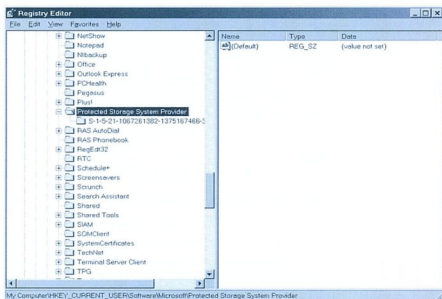 Registry Editor
File Edit View Favorites Help
NetShow
Notepad
Ntbackup
Office
Outlook Express
PCHealth
Pegasus
Plus!
Protected Storage System Provider
S-1-5-21-1067261382-1375167466-3
RAS AutoDial
RAS Phonebook
RegEdt32
RTC
Schedule+
Screensavers
Scrunch
Search Assistant
Shared
Shared Tools
SIAM
SOMClient
SystemCertificates
TechNet
Terminal Server Client
TPG
Name Type Data
ab (Default) REG_SZ (value not set)
My Computer\HKEY_CURRENT_USER\Software\Microsoft\Protected Storage System Provider